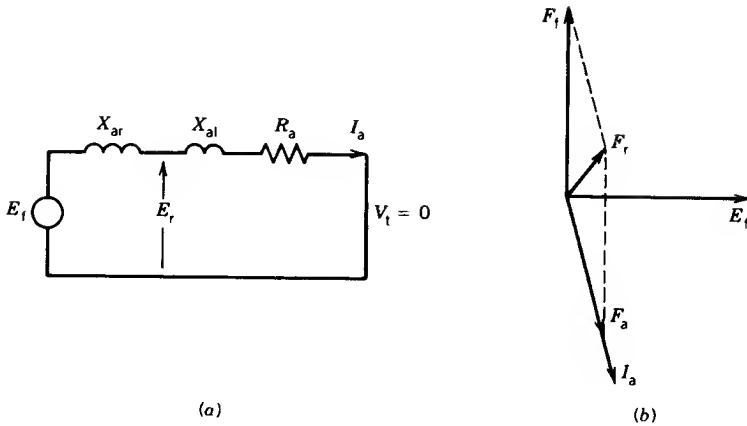 X_ar
X_al
R_a
I_a
E_f
E_r
V_t = 0
(a)
F_f
F_r
E_f
F_a
I_a
(b)